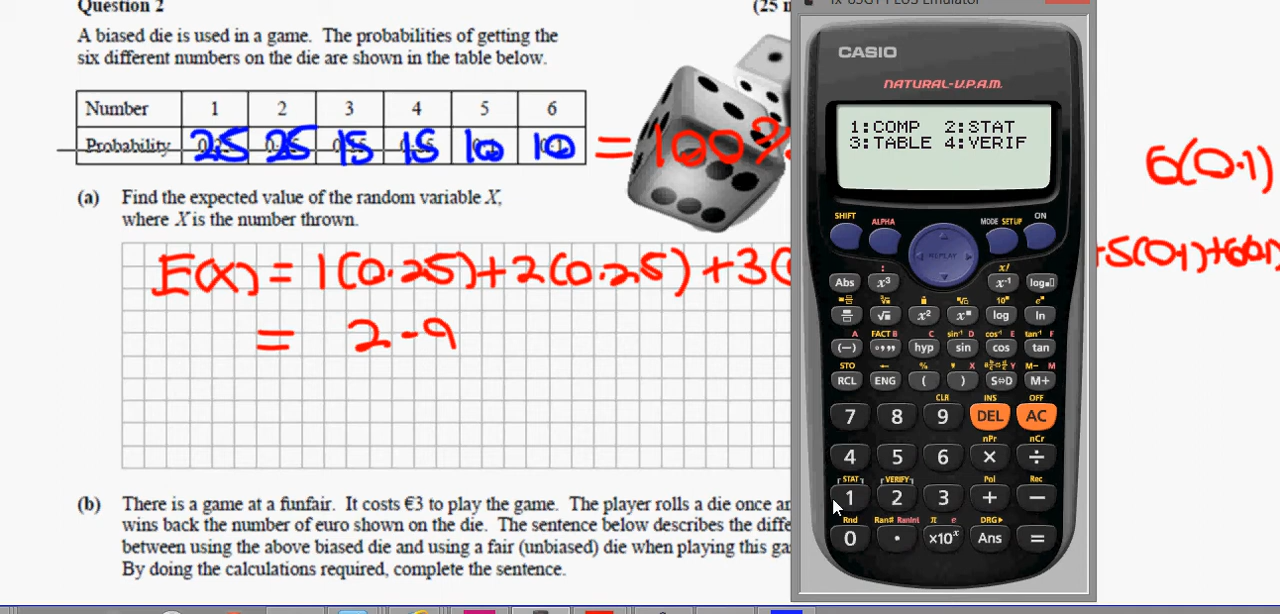 Question 2
(25
A biased die is used in a game. The probabilities of getting the
six different numbers on the die are shown in the table below.
Number 1 2 3 4 5 6
Probability 25 25 15 15 10 10 = 100%
6(0.1)
(a) Find the expected value of the random variable X,
where X is the number thrown.
E(X) = 1(0.25)+2(0.25)+3(
+5(0.1)+6(0.1)
= 2.9
(b) There is a game at a funfair. It costs €3 to play the game. The player rolls a die once
wins back the number of euro shown on the die. The sentence below describes the
between using the above biased die and using a fair (unbiased) die when playing this
By doing the calculations required, complete the sentence.
fx-83GT PLUS Emulator
CASIO
NATURAL-V.P.A.M.
1:COMP 2:STAT
3:TABLE 4:VERIF
SHIFT ALPHA MODE SETUP ON
REPLAY
Abs x³ x! x⁻¹ log
√ x² 10ˣ log eˣ ln
A FACT B C sin⁻¹ D cos⁻¹ E tan⁻¹ F
(−) °,,, hyp sin cos tan
STO ← X Y M− M
RCL ENG ( ) S⇔D M+
CLR INS OFF
7 8 9 DEL AC
nPr nCr
4 5 6 × ÷
STAT VERIFY Pol Rec
1 2 3 + −
Rnd Ran# RanInt π e DRG▶
0 . ×10ˣ Ans =